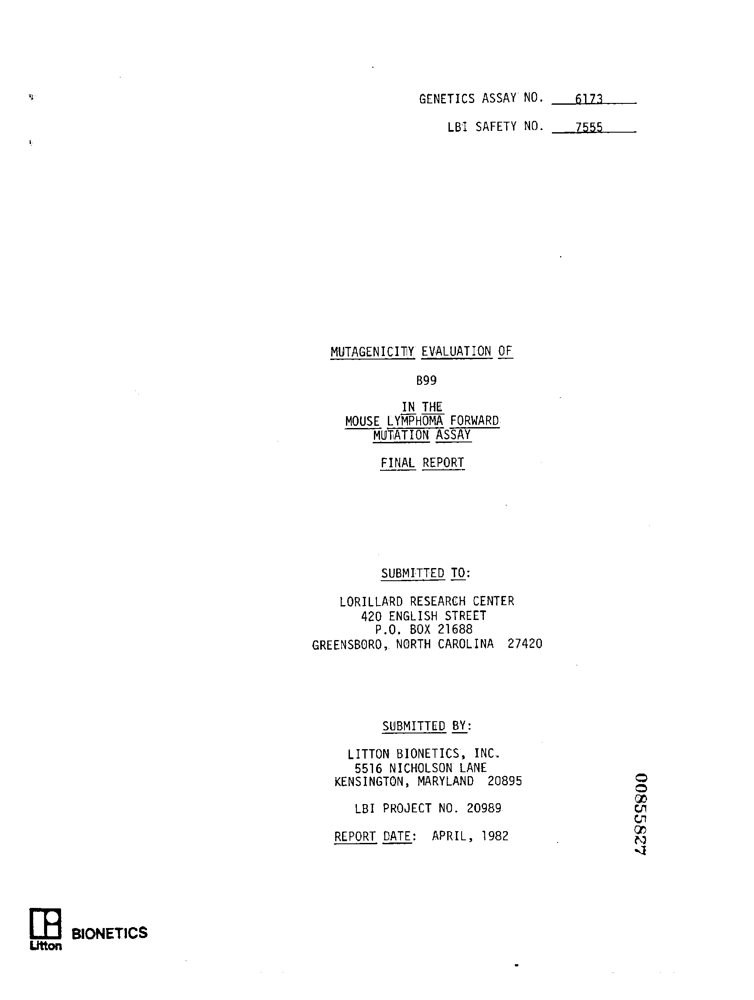 GENETICS ASSAY NO. 6173
LBI SAFETY NO. 7555
MUTAGENICITY EVALUATION OF
B99
IN THE
MOUSE LYMPHOMA FORWARD
MUTATION ASSAY
FINAL REPORT
SUBMITTED TO:
LORILLARD RESEARCH CENTER
420 ENGLISH STREET
P.O. BOX 21688
GREENSBORO, NORTH CAROLINA 27420
SUBMITTED BY:
LITTON BIONETICS, INC.
5516 NICHOLSON LANE
KENSINGTON, MARYLAND 20895
LBI PROJECT NO. 20989
REPORT DATE: APRIL, 1982
00855827
BIONETICS
Litton